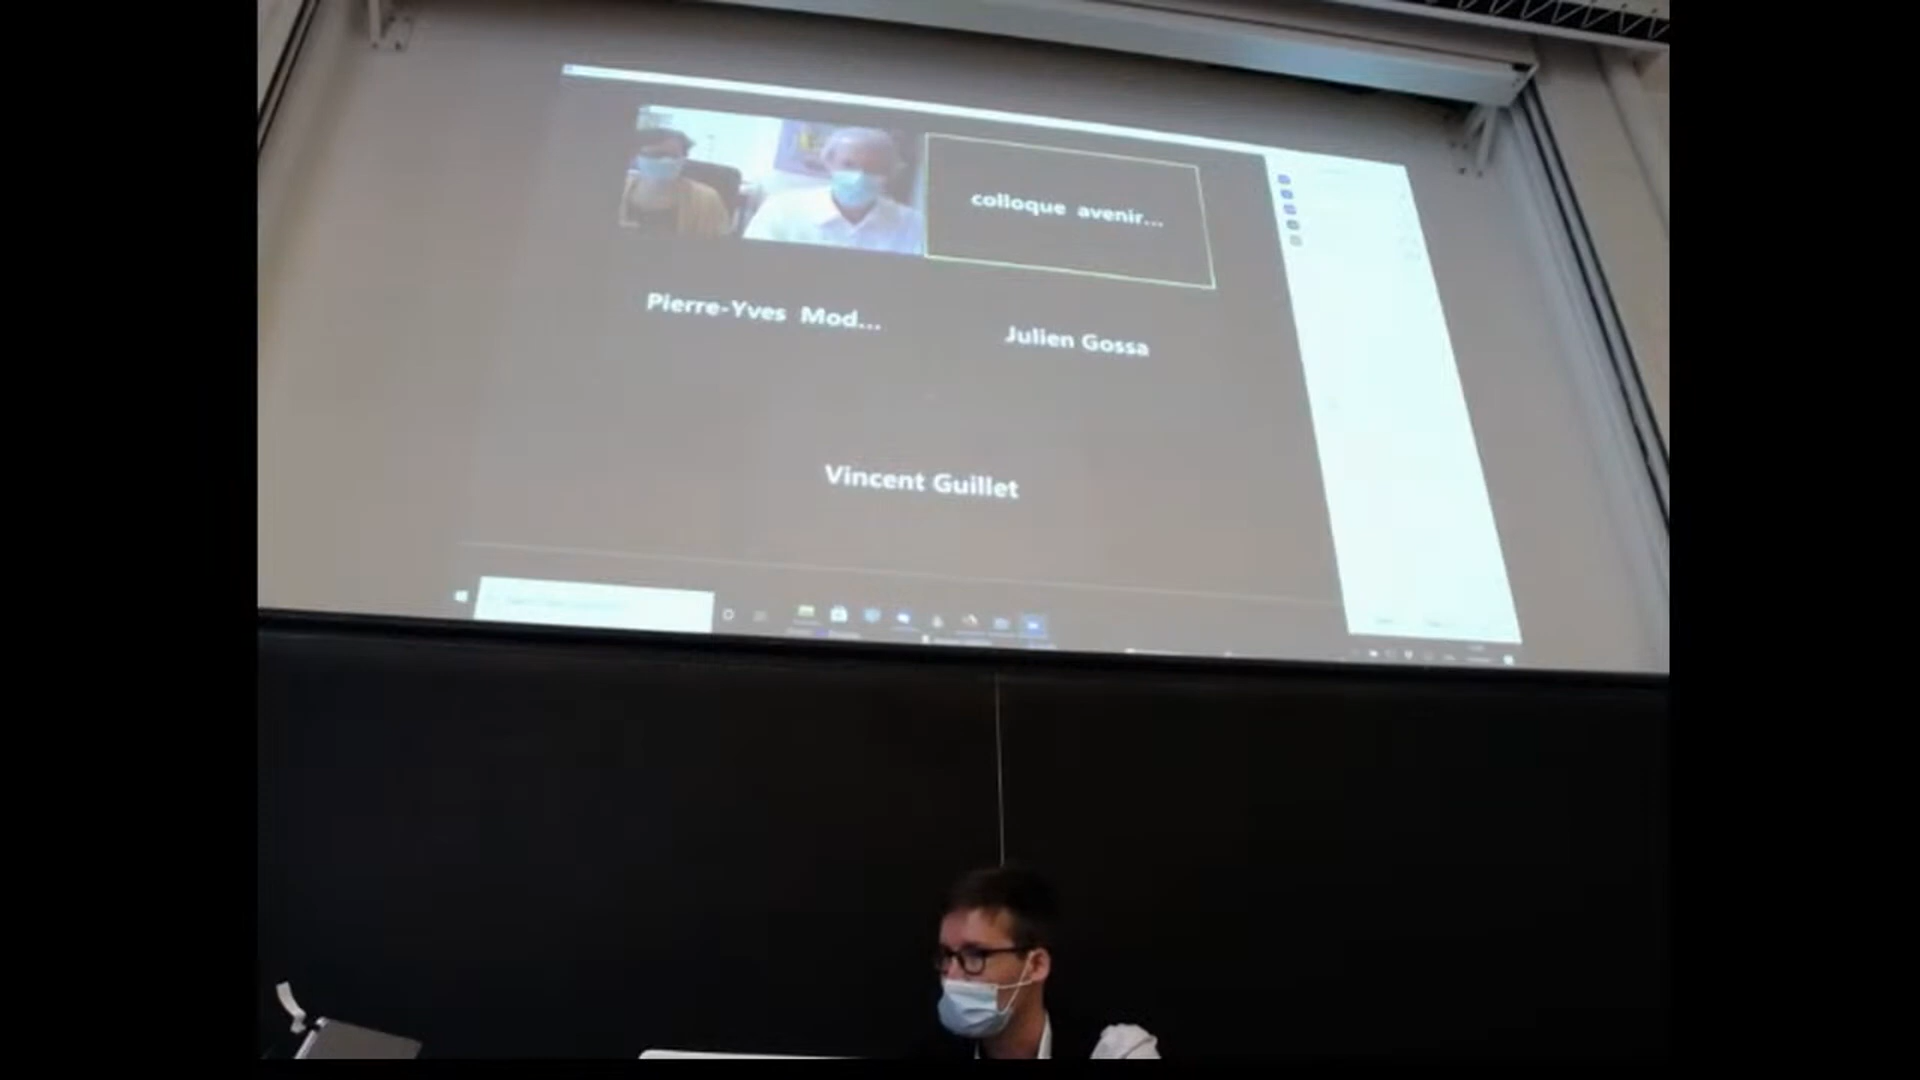 colloque avenir...
Pierre-Yves Mod...
Julien Gossa
Vincent Guillet